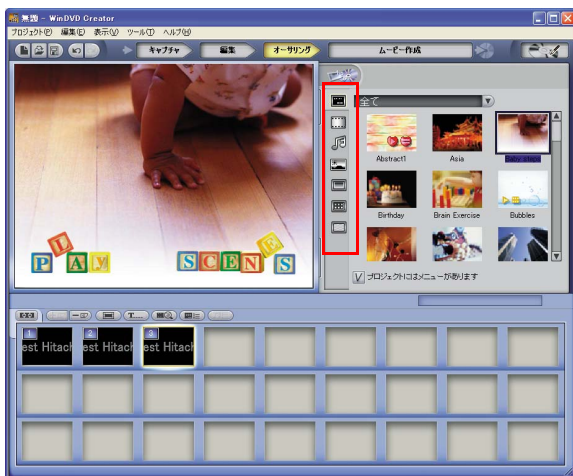 無題 - WinDVD Creator
プロジェクト(P) 編集(E) 表示(V) ツール(T) ヘルプ(H)
キャプチャ 編集 オーサリング ムービー作成
全て
Abstract1 Asia Baby steps
Birthday Brain Exercise Bubbles
PLAY SCENES
プロジェクトにはメニューがあります
T...
1 2 3
est Hitach est Hitach est Hitach